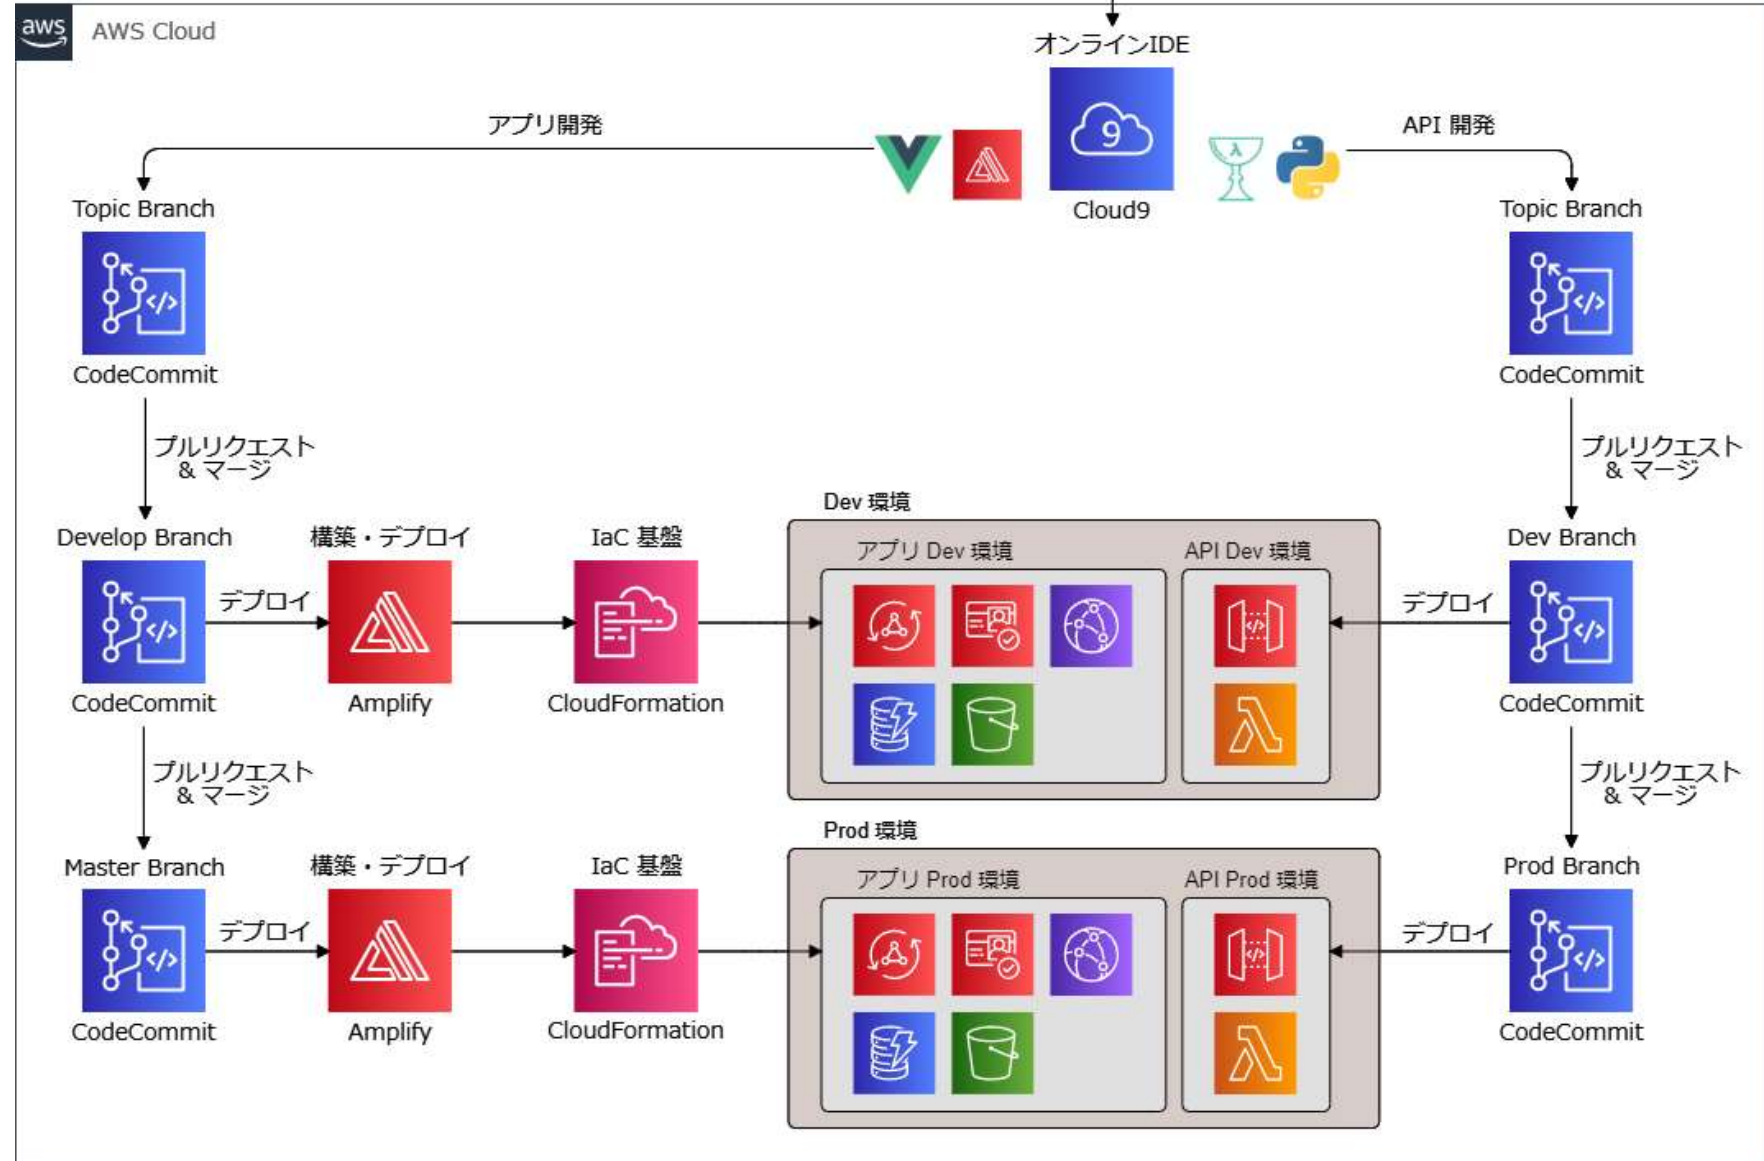 aws
AWS Cloud
オンラインIDE
9
Cloud9
アプリ開発
API 開発
λ
Topic Branch
</>
CodeCommit
Topic Branch
</>
CodeCommit
プルリクエスト
& マージ
プルリクエスト
& マージ
Develop Branch
</>
CodeCommit
デプロイ
構築・デプロイ
Amplify
IaC 基盤
CloudFormation
Dev 環境
アプリ Dev 環境
API Dev 環境
</>
デプロイ
Dev Branch
</>
CodeCommit
プルリクエスト
& マージ
プルリクエスト
& マージ
Master Branch
</>
CodeCommit
デプロイ
構築・デプロイ
Amplify
IaC 基盤
CloudFormation
Prod 環境
アプリ Prod 環境
API Prod 環境
</>
デプロイ
Prod Branch
</>
CodeCommit